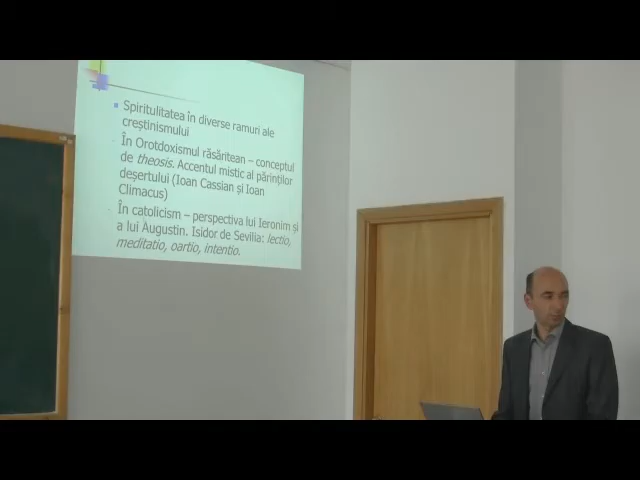 Spiritulitatea în diverse ramuri ale
creștinismului
În Orotdoxismul răsăritean – conceptul
de theosis. Accentul mistic al părinților
deșertului (Ioan Cassian și Ioan
Climacus)
În catolicism – perspectiva lui Ieronim și
a lui Augustin. Isidor de Sevilia: lectio,
meditatio, oartio, intentio.